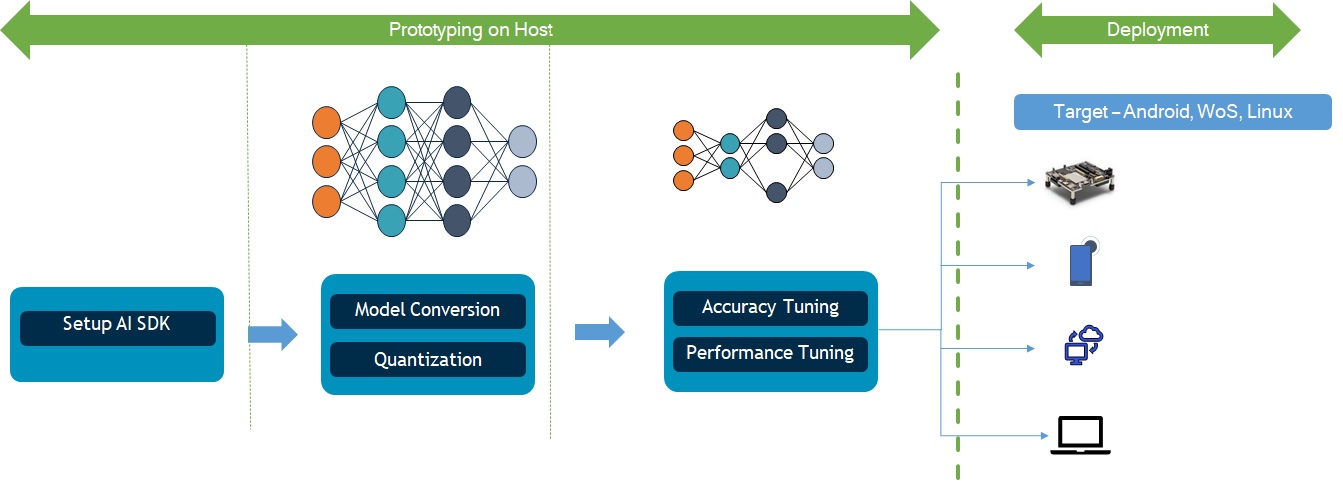 Prototyping on Host
Deployment
Target – Android, WoS, Linux
Setup AI SDK
Model Conversion
Quantization
Accuracy Tuning
Performance Tuning